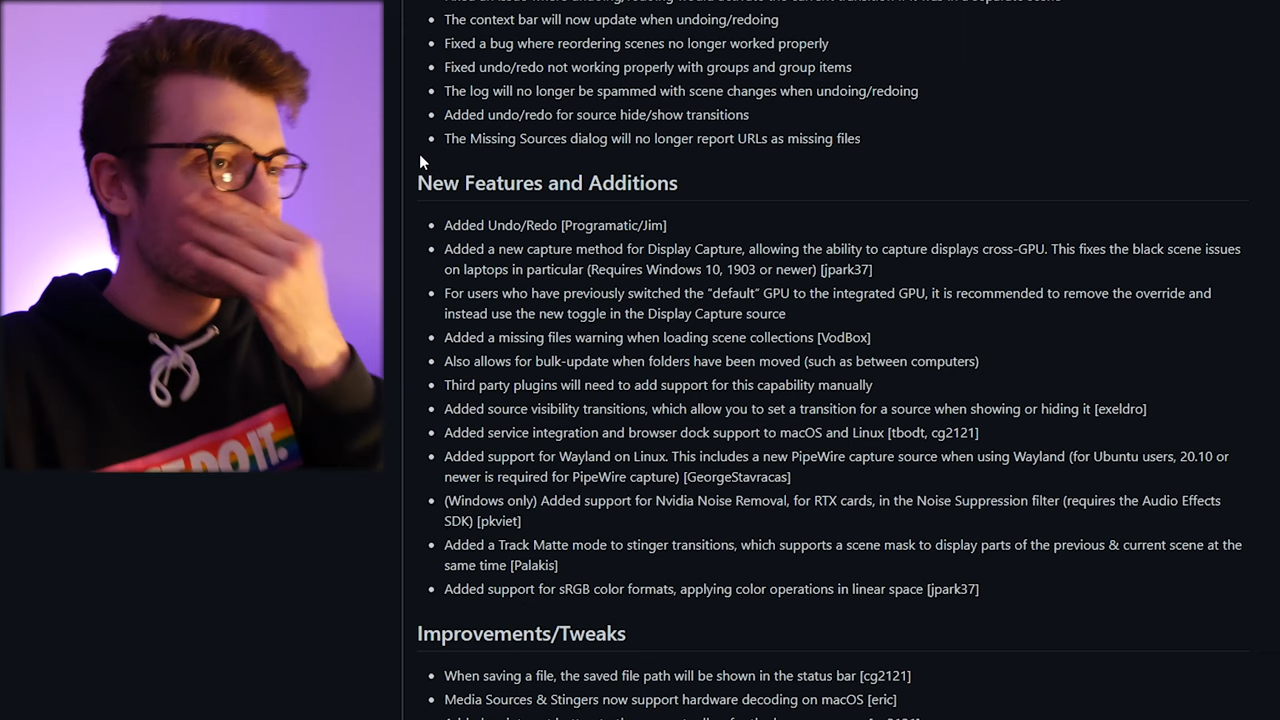 The context bar will now update when undoing/redoing
Fixed a bug where reordering scenes no longer worked properly
Fixed undo/redo not working properly with groups and group items
The log will no longer be spammed with scene changes when undoing/redoing
Added undo/redo for source hide/show transitions
The Missing Sources dialog will no longer report URLs as missing files
New Features and Additions
Added Undo/Redo [Programatic/Jim]
Added a new capture method for Display Capture, allowing the ability to capture displays cross-GPU. This fixes the black scene issues
on laptops in particular (Requires Windows 10, 1903 or newer) [jpark37]
For users who have previously switched the “default” GPU to the integrated GPU, it is recommended to remove the override and
instead use the new toggle in the Display Capture source
Added a missing files warning when loading scene collections [VodBox]
Also allows for bulk-update when folders have been moved (such as between computers)
Third party plugins will need to add support for this capability manually
Added source visibility transitions, which allow you to set a transition for a source when showing or hiding it [exeldro]
Added service integration and browser dock support to macOS and Linux [tbodt, cg2121]
Added support for Wayland on Linux. This includes a new PipeWire capture source when using Wayland (for Ubuntu users, 20.10 or
newer is required for PipeWire capture) [GeorgeStavracas]
(Windows only) Added support for Nvidia Noise Removal, for RTX cards, in the Noise Suppression filter (requires the Audio Effects
SDK) [pkviet]
Added a Track Matte mode to stinger transitions, which supports a scene mask to display parts of the previous & current scene at the
same time [Palakis]
Added support for sRGB color formats, applying color operations in linear space [jpark37]
Improvements/Tweaks
When saving a file, the saved file path will be shown in the status bar [cg2121]
Media Sources & Stingers now support hardware decoding on macOS [eric]
DO IT.